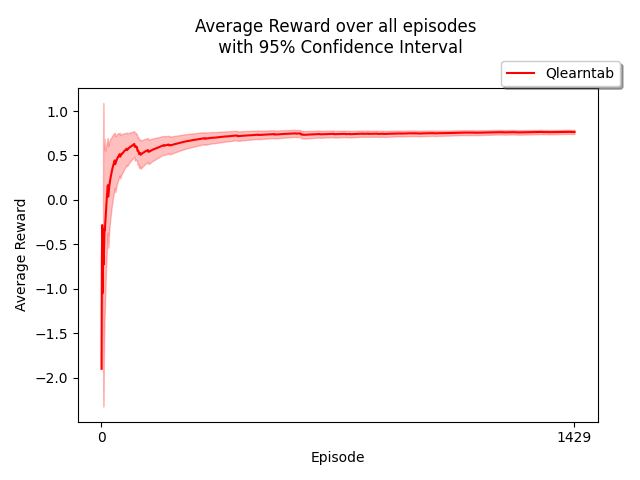 Average Reward over all episodes
with 95% Confidence Interval
Qlearntab
1.0
0.5
0.0
−0.5
−1.0
−1.5
−2.0
Average Reward
0
1429
Episode